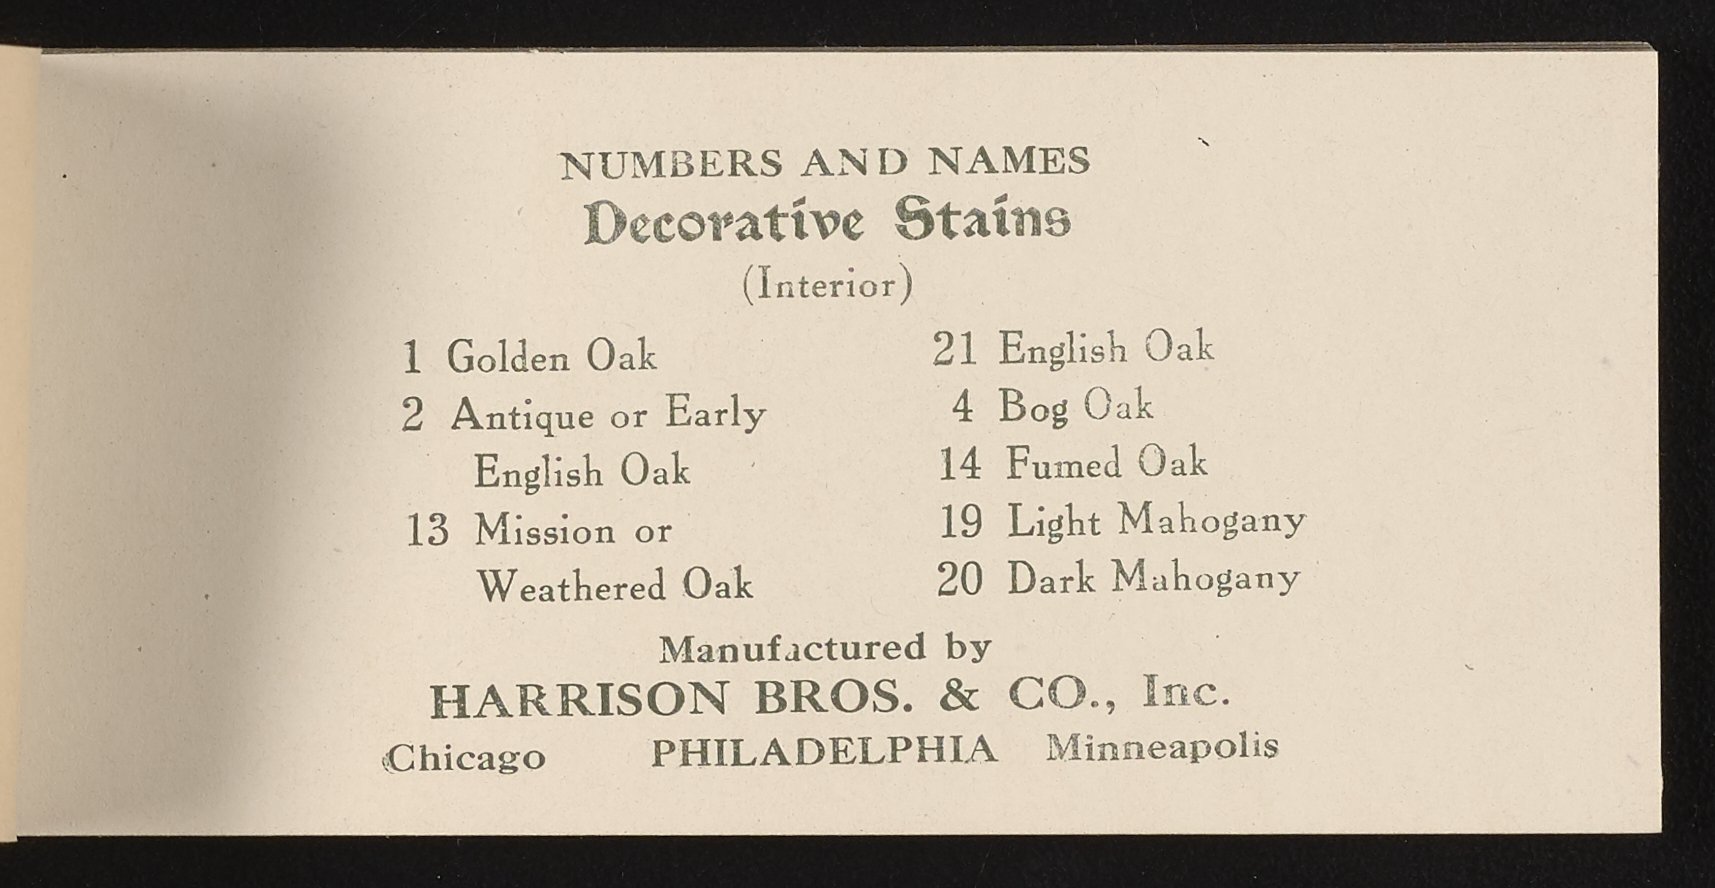 NUMBERS AND NAMES
Decorative Stains
(Interior)
1 Golden Oak
2 Antique or Early
English Oak
13 Mission or
Weathered Oak
21 English Oak
4 Bog Oak
14 Fumed Oak
19 Light Mahogany
20 Dark Mahogany
Manufactured by
HARRISON BROS. & CO., Inc.
Chicago PHILADELPHIA Minneapolis